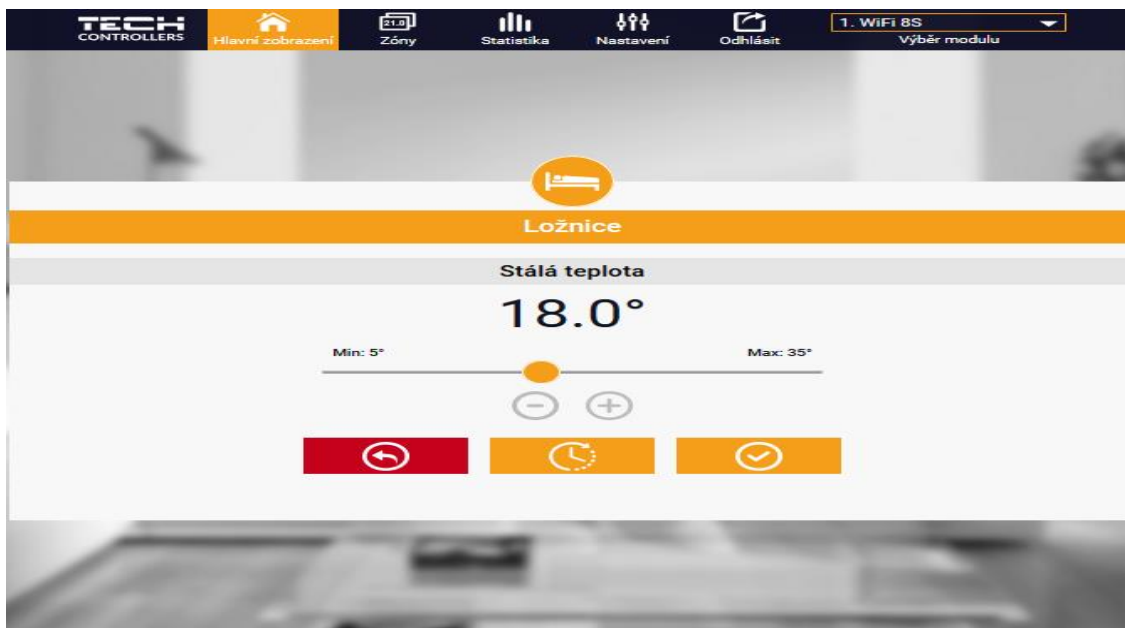 TECH
CONTROLLERS
Hlavní zobrazení
21.0
Zóny
Statistika
Nastavení
Odhlásit
1. WiFi 8S
Výběr modulu
Ložnice
Stálá teplota
18.0°
Min: 5°
Max: 35°